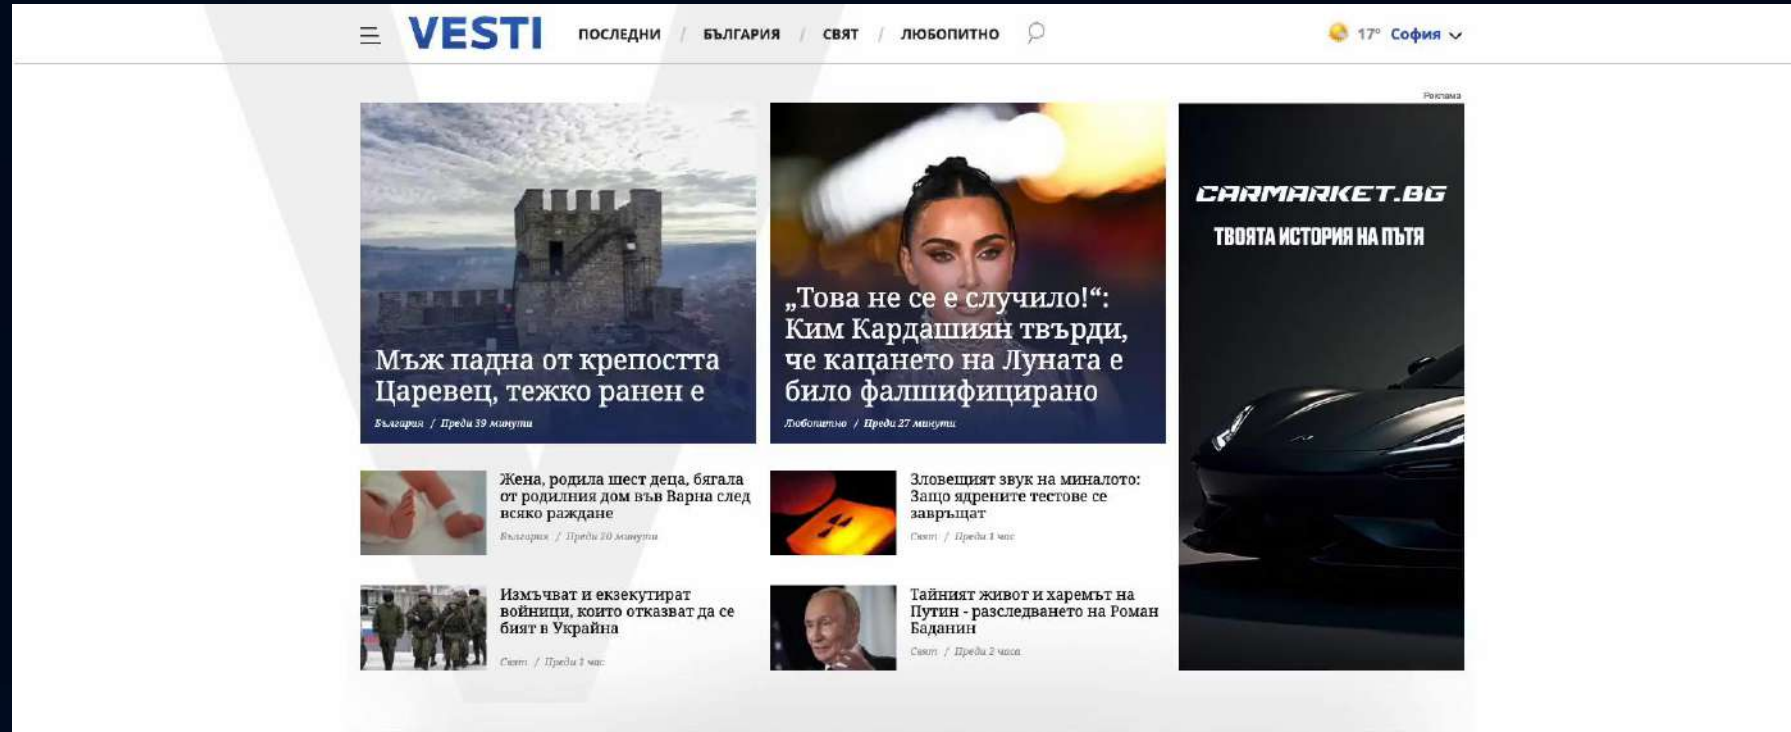 VESTI
ПОСЛЕДНИ / БЪЛГАРИЯ / СВЯТ / ЛЮБОПИТНО
17° София
Реклама
Мъж падна от крепостта
Царевец, тежко ранен е
България / Преди 39 минути
„Това не се е случило!“:
Ким Кардашиян твърди,
че кацането на Луната е
било фалшифицирано
Любопитно / Преди 27 минути
CARMARKET.BG
ТВОЯТА ИСТОРИЯ НА ПЪТЯ
Жена, родила шест деца, бягала
от родилния дом във Варна след
всяко раждане
България / Преди 20 минути
Зловещият звук на миналото:
Защо ядрените тестове се
завръщат
Свят / Преди 1 час
Измъчват и екзекутират
войници, които отказват да се
бият в Украйна
Свят / Преди 1 час
Тайният живот и харемът на
Путин - разследването на Роман
Баданин
Свят / Преди 2 часа